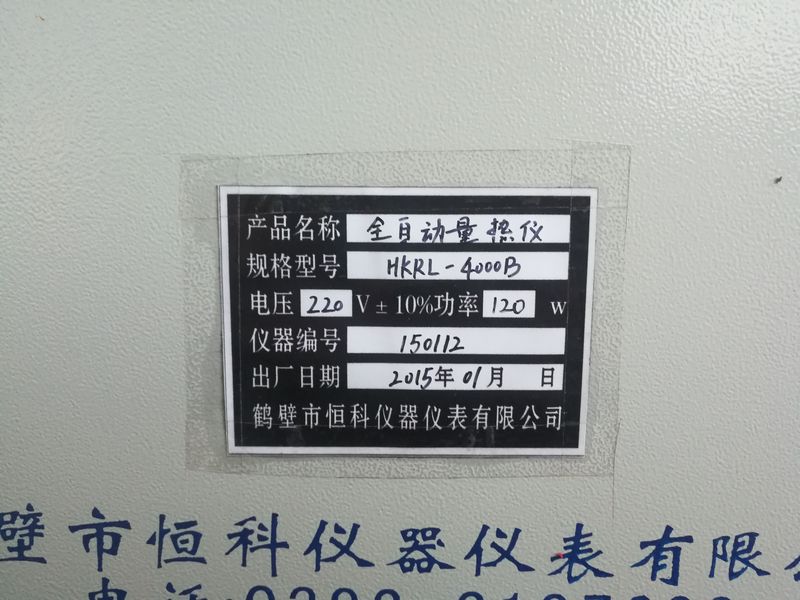 产品名称 全自动量热仪
规格型号 HKRL-4000B
电压 220 V±10%功率 120 w
仪器编号 150112
出厂日期 2015年01月 日
鹤壁市恒科仪器仪表有限公司
壁市恒科仪器仪表有限
电话:0392